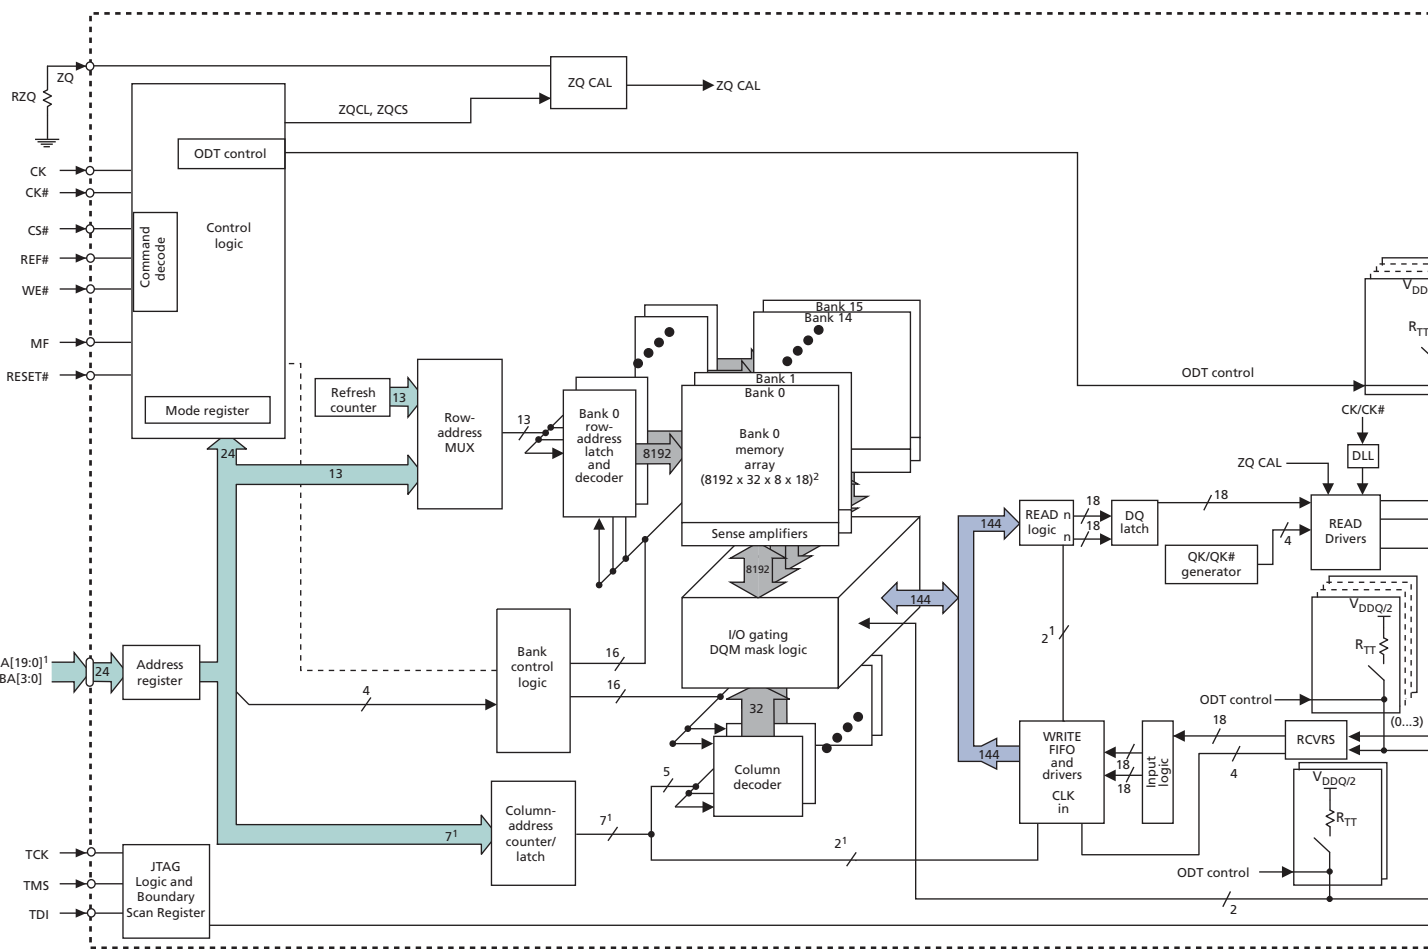 ZQ
RZQ
ZQ CAL
ZQ CAL
ZQCL, ZQCS
ODT control
CK
CK#
CS#
REF#
WE#
MF
RESET#
Command
decode
Control
logic
Mode register
24
13
Refresh
counter
13
Row-
address
MUX
13
Bank 0
row-
address
latch
and
decoder
8192
Bank 15
Bank 14
Bank 1
Bank 0
Bank 0
memory
array
(8192 x 32 x 8 x 18)²
Sense amplifiers
8192
I/O gating
DQM mask logic
32
Column
decoder
5
Bank
control
logic
16
16
4
A[19:0]¹
BA[3:0]
24
Address
register
7¹
Column-
address
counter/
latch
7¹
2¹
TCK
TMS
TDI
JTAG
Logic and
Boundary
Scan Register
144
144
144
READ
logic
n
n
18
18
DQ
latch
18
2¹
WRITE
FIFO
and
drivers
CLK
in
18
18
Input
logic
18
4
RCVRS
QK/QK#
generator
4
READ
Drivers
ZQ CAL
CK/CK#
DLL
ODT control
VDD
RTT
VDDQ/2
RTT
ODT control
(0...3)
VDDQ/2
RTT
ODT control
2